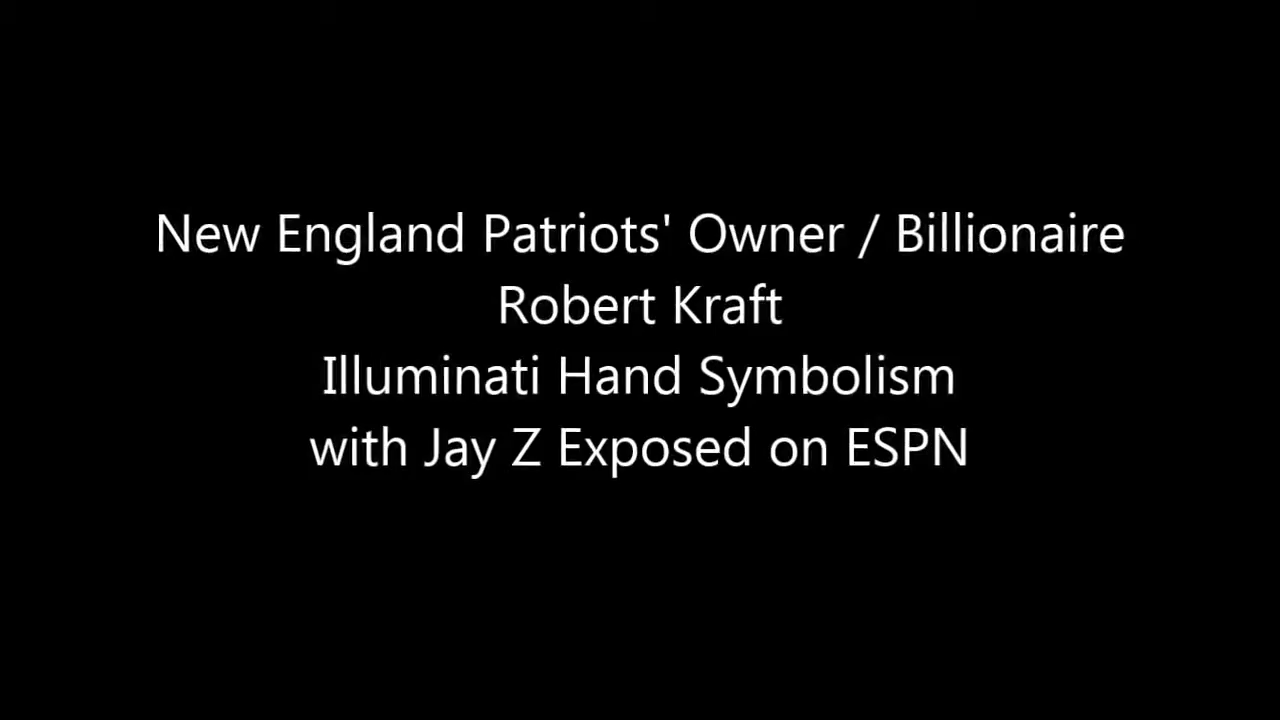 New England Patriots' Owner / Billionaire
Robert Kraft
Illuminati Hand Symbolism
with Jay Z Exposed on ESPN